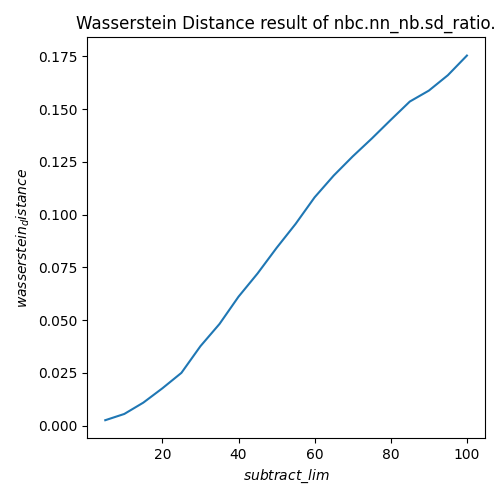 Wasserstein Distance result of nbc.nn_nb.sd_ratio.
0.175
0.150
0.125
0.100
0.075
0.050
0.025
0.000
wasserstein_distance
20 40 60 80 100
subtract_lim